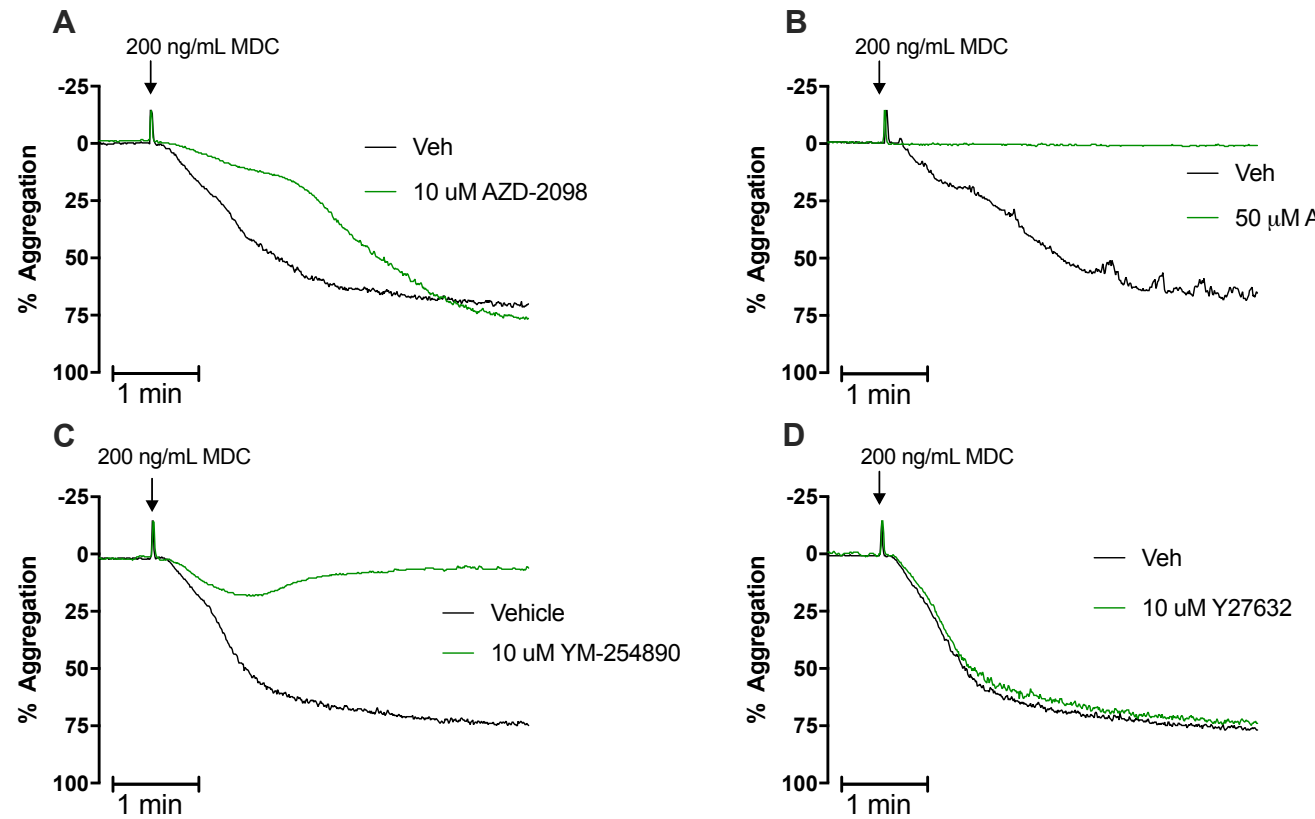 A
200 ng/mL MDC
-25
0
25
50
75
100
% Aggregation
Veh
10 uM AZD-2098
1 min
B
200 ng/mL MDC
-25
0
25
50
75
100
% Aggregation
Veh
50 μM A
1 min
C
200 ng/mL MDC
-25
0
25
50
75
100
% Aggregation
Vehicle
10 uM YM-254890
1 min
D
200 ng/mL MDC
-25
0
25
50
75
100
% Aggregation
Veh
10 uM Y27632
1 min